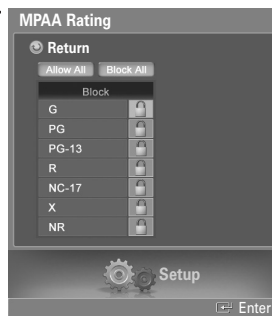 MPAA Rating
Return
Allow All Block All
Block
G
PG
PG-13
R
NC-17
X
NR
Setup
Enter